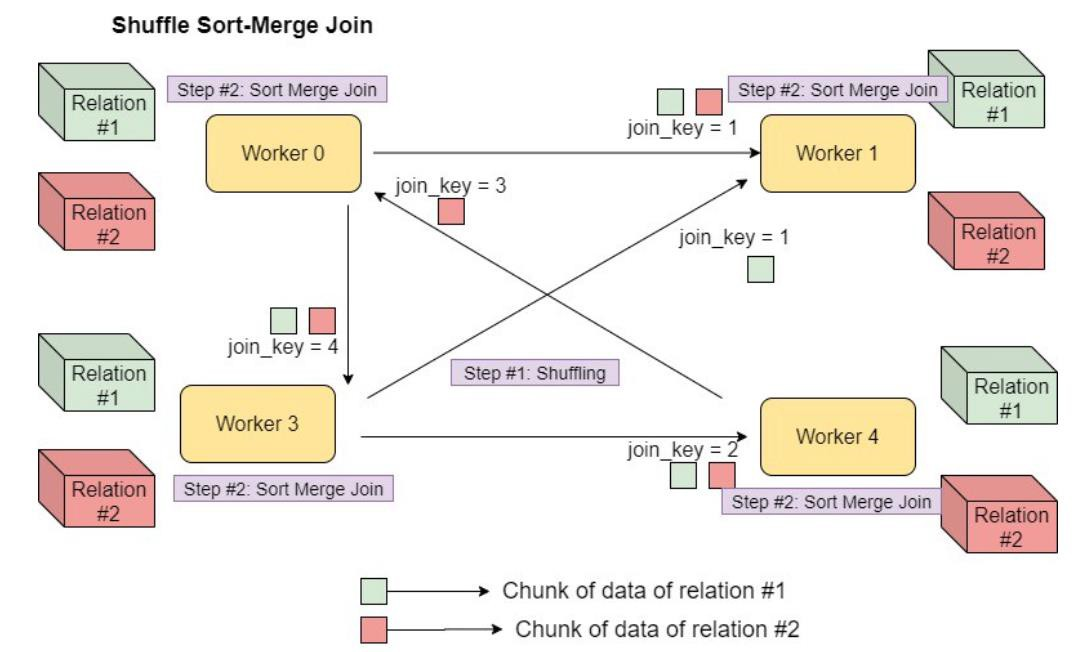 Shuffle Sort-Merge Join
Relation
#1
Step #2: Sort Merge Join
Worker 0
Relation
#2
join_key = 1
Step #2: Sort Merge Join
Relation
#1
Worker 1
Relation
#2
join_key = 3
join_key = 1
join_key = 4
Step #1: Shuffling
Relation
#1
Worker 3
Relation
#2
Step #2: Sort Merge Join
Relation
#1
Worker 4
join_key = 2
Step #2: Sort Merge Join
Relation
#2
Chunk of data of relation #1
Chunk of data of relation #2